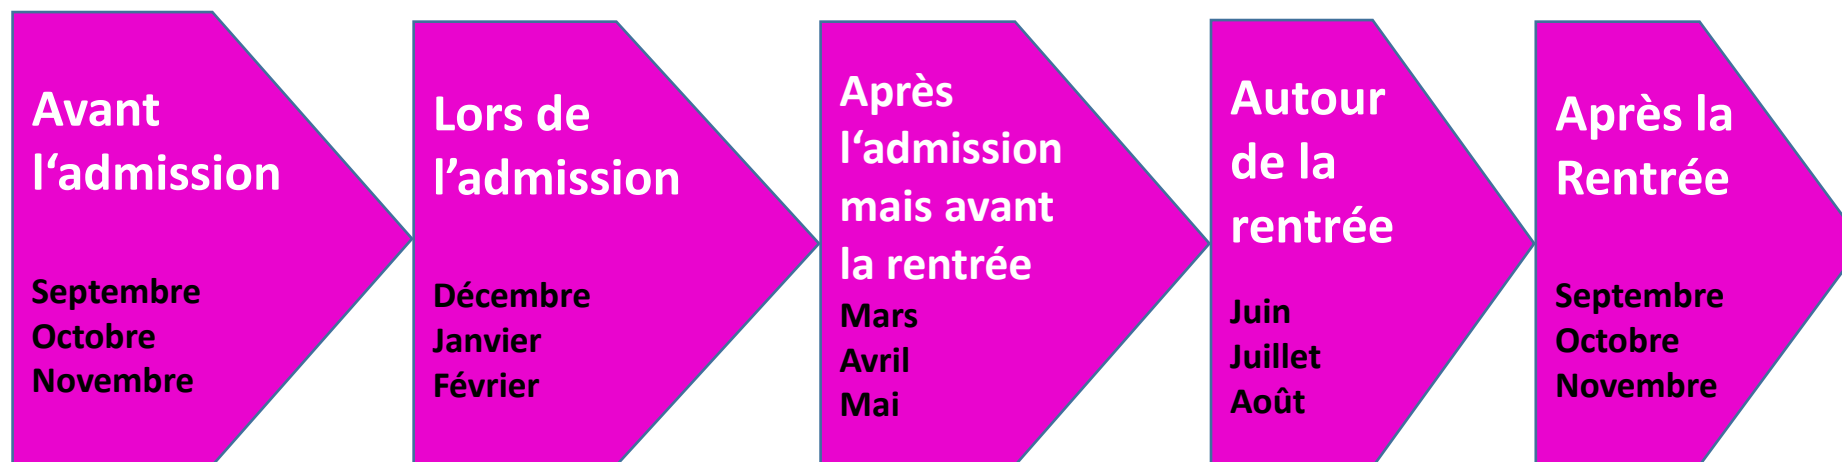 Avant
l‘admission
Septembre
Octobre
Novembre
Lors de
l’admission
Décembre
Janvier
Février
Après
l‘admission
mais avant
la rentrée
Mars
Avril
Mai
Autour
de la
rentrée
Juin
Juillet
Août
Après la
Rentrée
Septembre
Octobre
Novembre